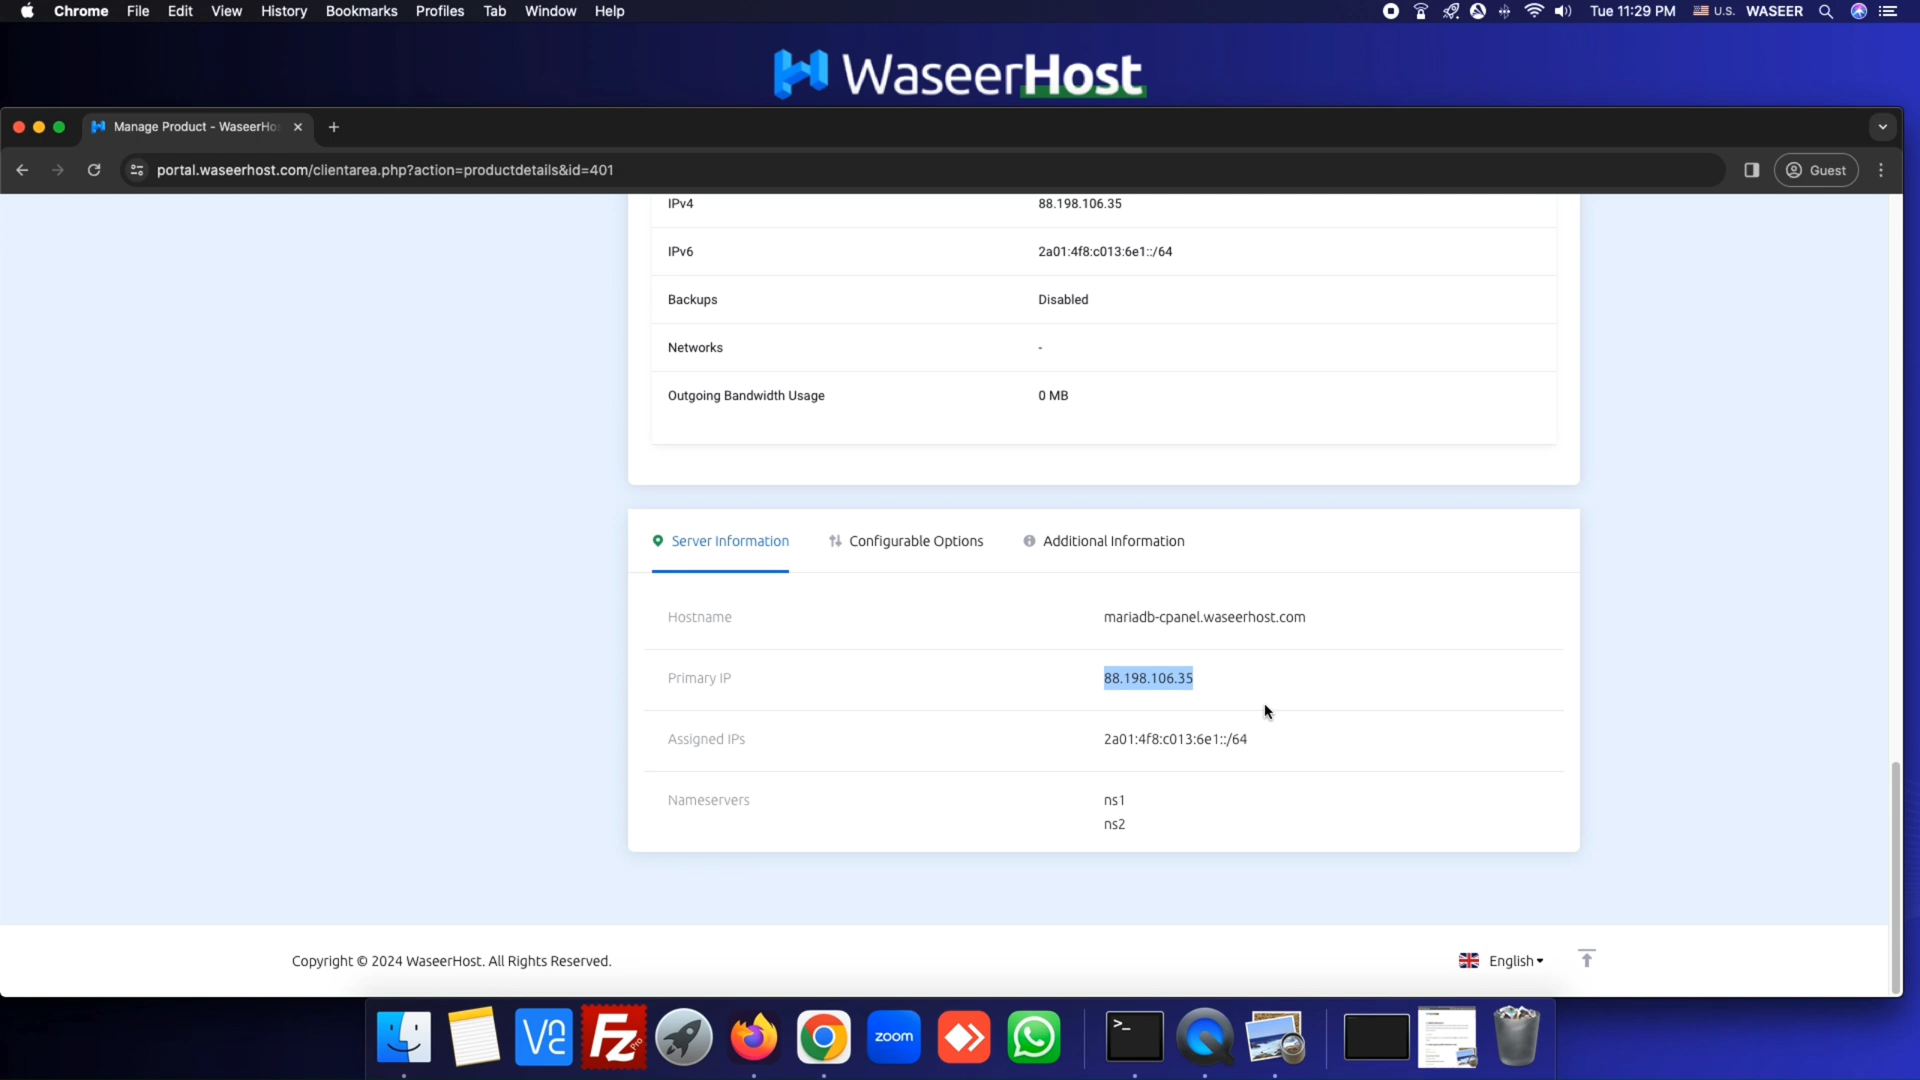 Chrome File Edit View History Bookmarks Profiles Tab Window Help Tue 11:29 PM U.S. WASEER
WaseerHost
Manage Product - WaseerHo
portal.waseerhost.com/clientarea.php?action=productdetails&id=401 Guest
IPv4 88.198.106.35
IPv6 2a01:4f8:c013:6e1::/64
Backups Disabled
Networks -
Outgoing Bandwidth Usage 0 MB
Server Information Configurable Options Additional Information
Hostname mariadb-cpanel.waseerhost.com
Primary IP 88.198.106.35
Assigned IPs 2a01:4f8:c013:6e1::/64
Nameservers ns1
ns2
Copyright © 2024 WaseerHost. All Rights Reserved. English
zoom
Fz Pro